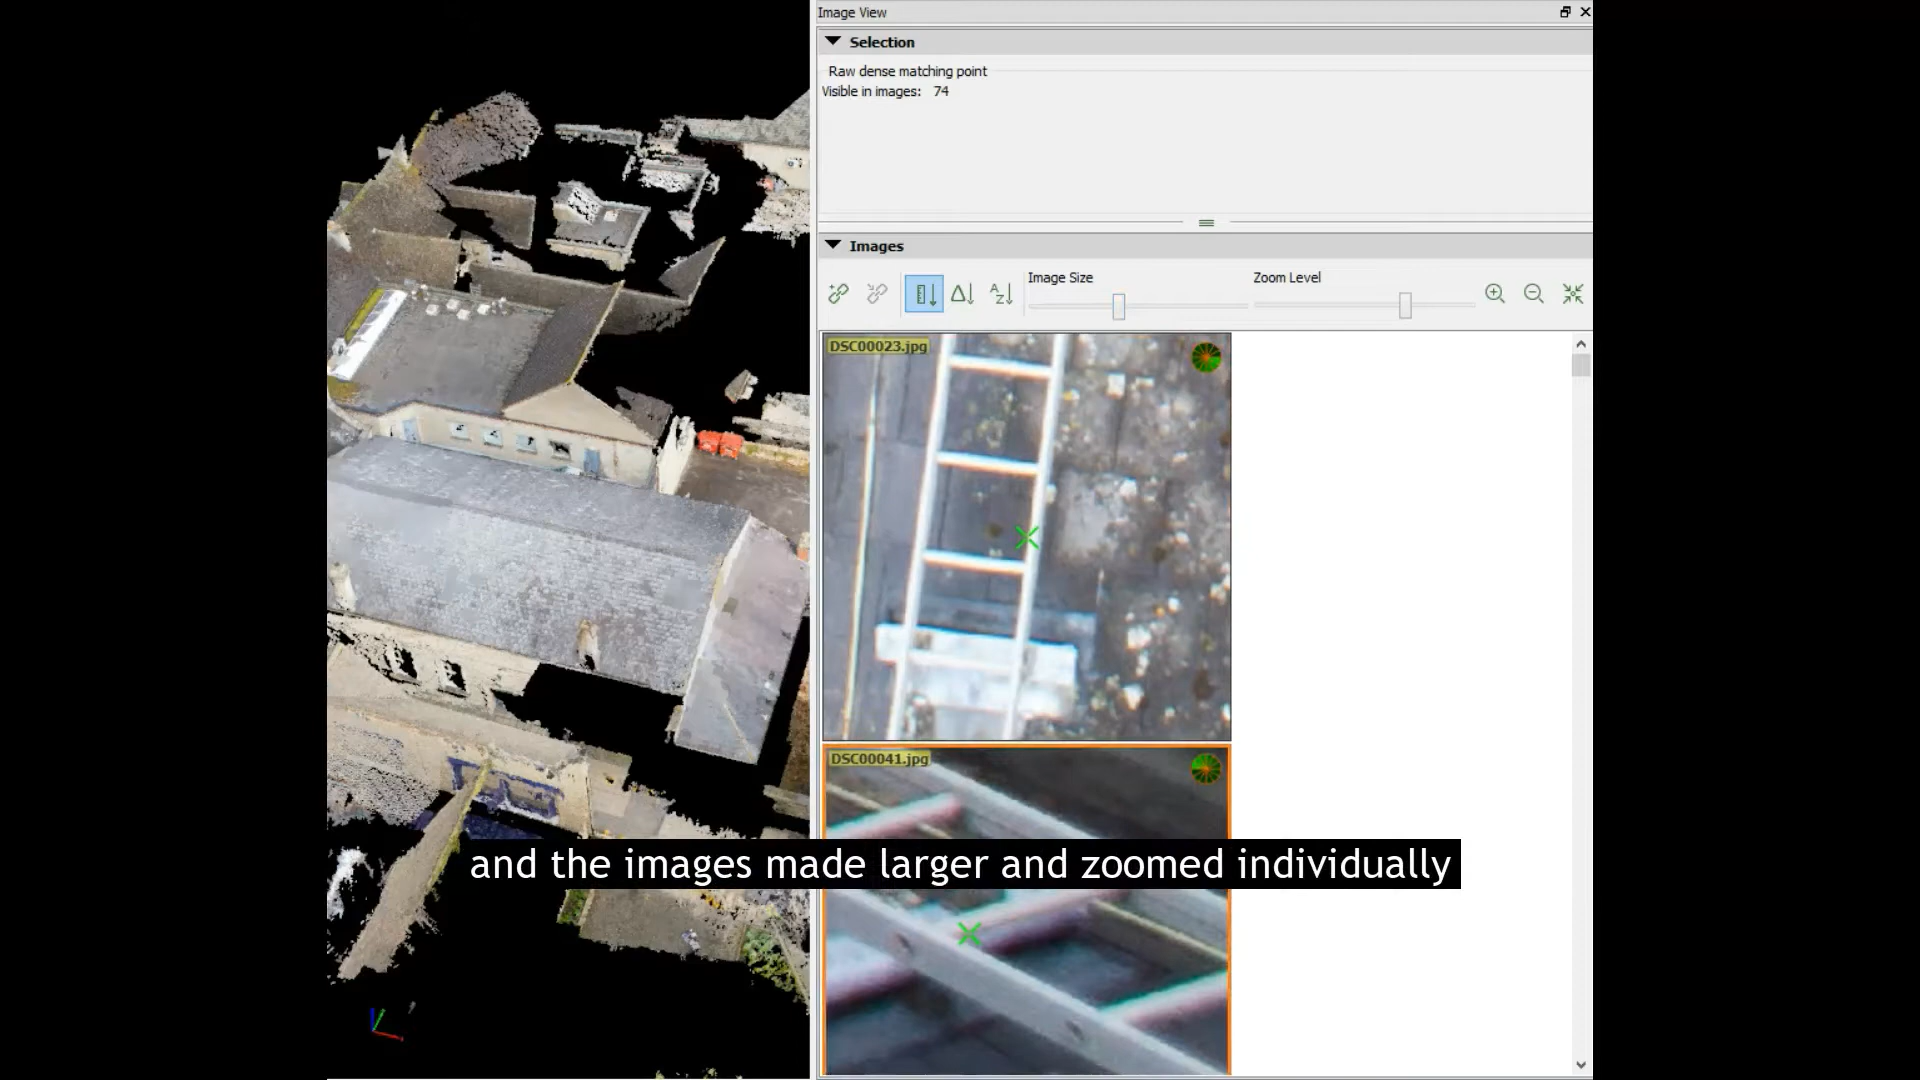 Image View
Selection
Raw dense matching point
Visible in images: 74
Images
Image Size
Zoom Level
A
Z
DSC00023.jpg
DSC00041.jpg
and the images made larger and zoomed individually